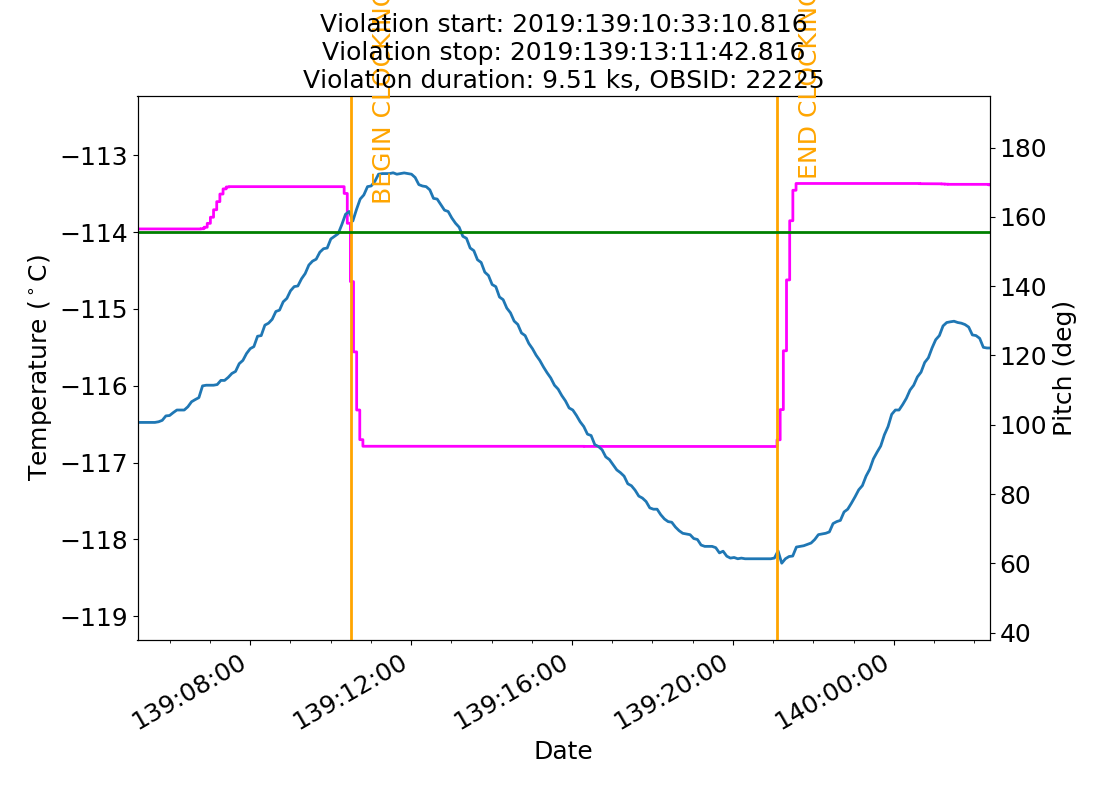 Violation start: 2019:139:10:33:10.816
Violation stop: 2019:139:13:11:42.816
Violation duration: 9.51 ks, OBSID: 22225
BEGIN CLOCKING
END CLOCKING
Temperature (°C)
−113
−114
−115
−116
−117
−118
−119
180
160
140
120
100
80
60
40
Pitch (deg)
139:08:00
139:12:00
139:16:00
139:20:00
140:00:00
Date